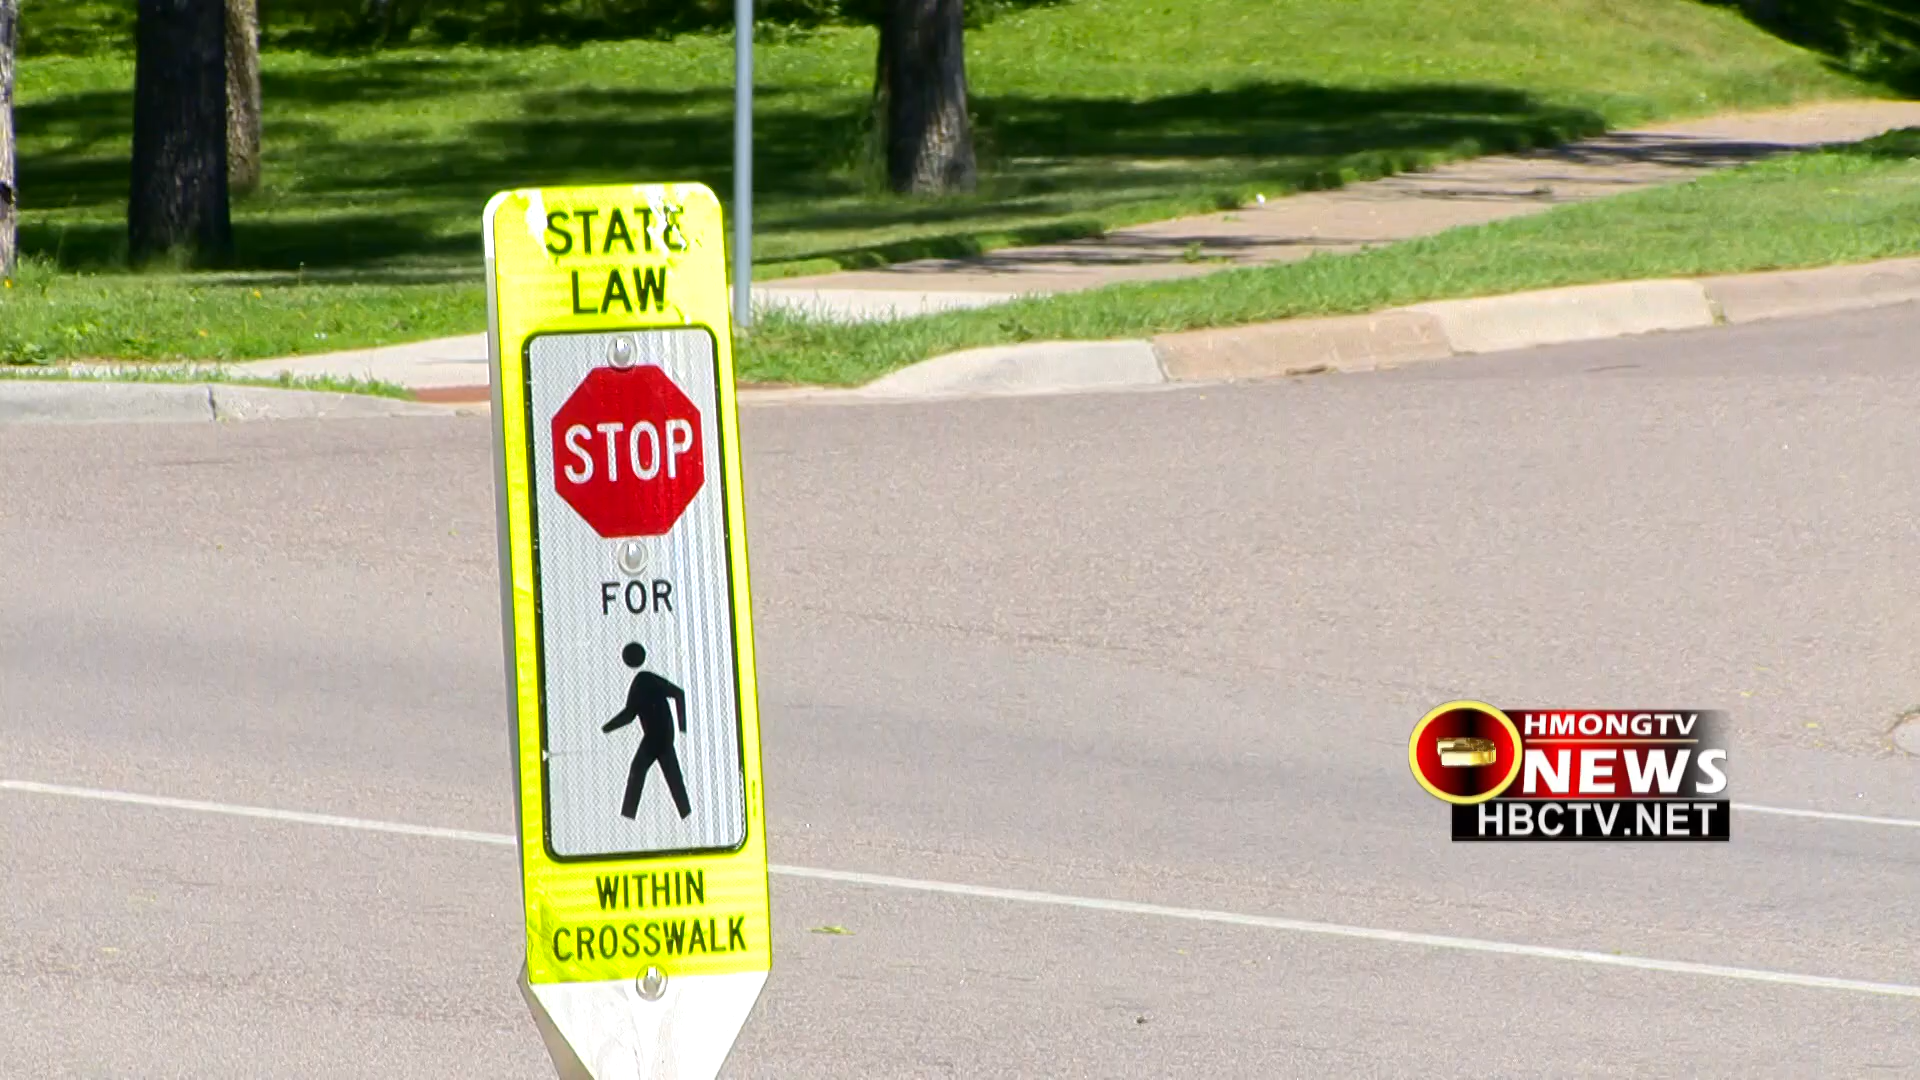 STATE
LAW
STOP
FOR
WITHIN
CROSSWALK
HMONGTV
NEWS
HBCTV.NET